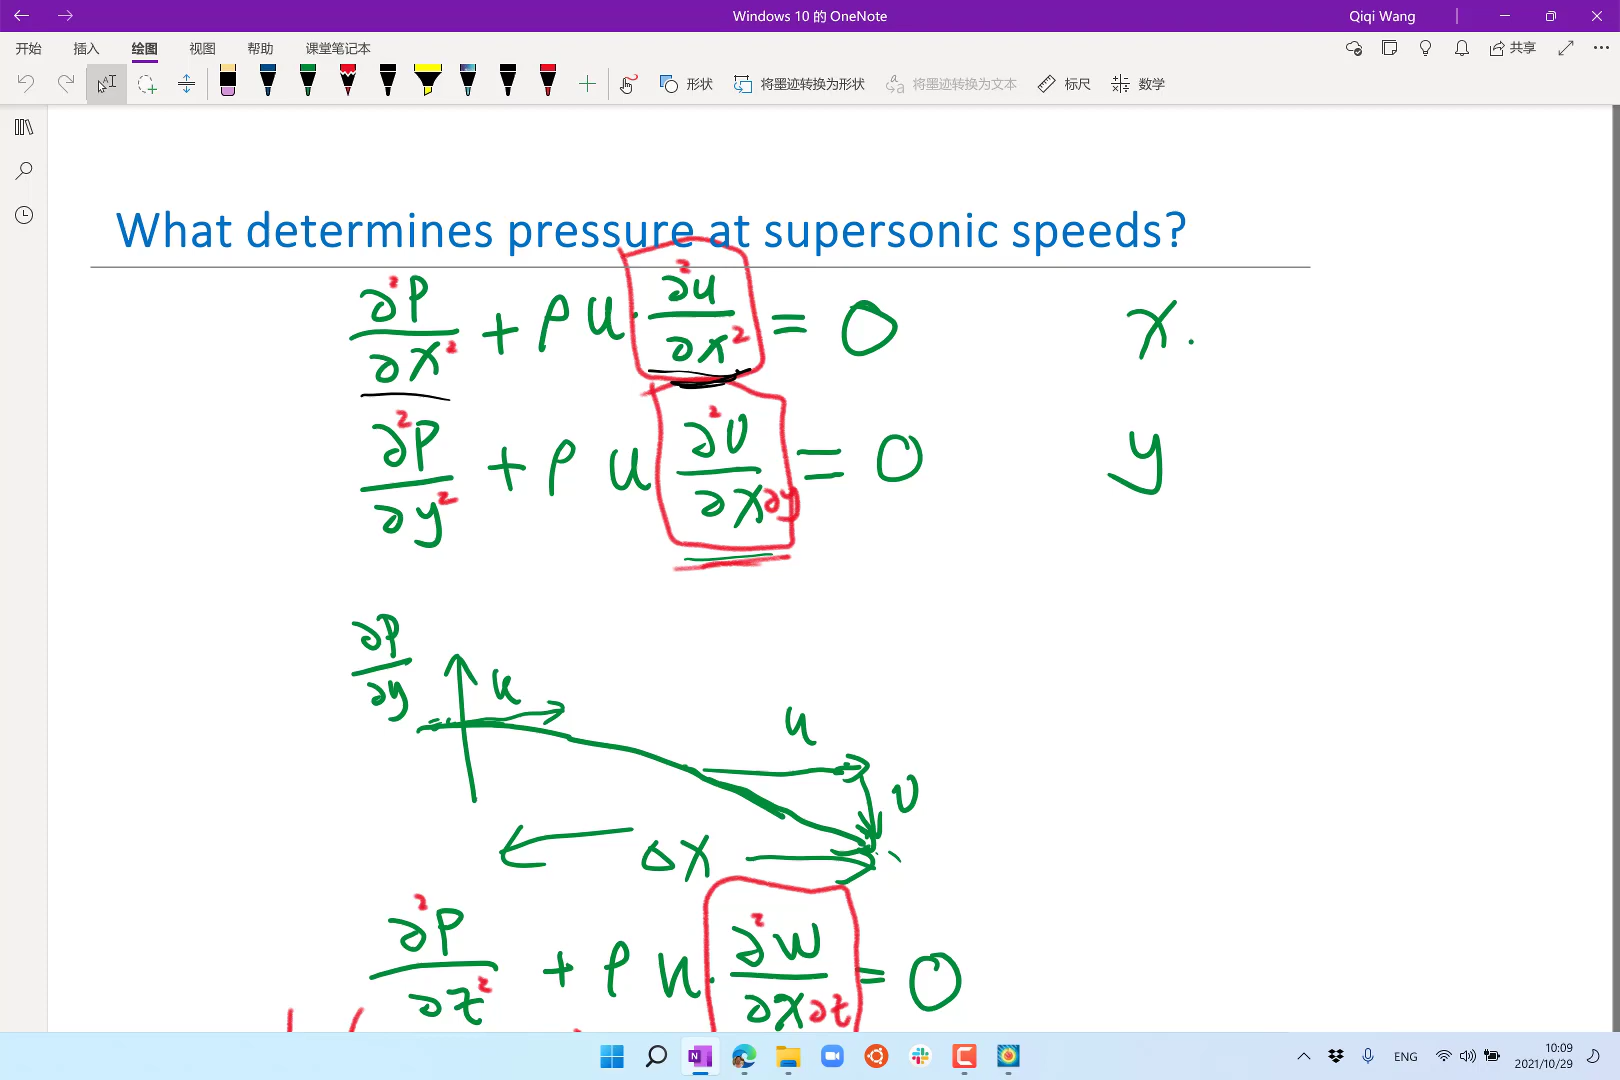 Windows 10 的 OneNote
Qiqi Wang
开始 插入 绘图 视图 帮助 课堂笔记本
共享
形状 将墨迹转换为形状 将墨迹转换为文本 标尺 数学
What determines pressure at supersonic speeds?
∂²P/∂x² + ρ u · ∂²u/∂x² = 0 x.
∂²P/∂y² + ρ u ∂²v/∂x∂y = 0 y
∂P/∂y
u
u
v
Δx
∂²P/∂z² + ρ u · ∂²w/∂x∂z = 0
ENG
10:09
2021/10/29